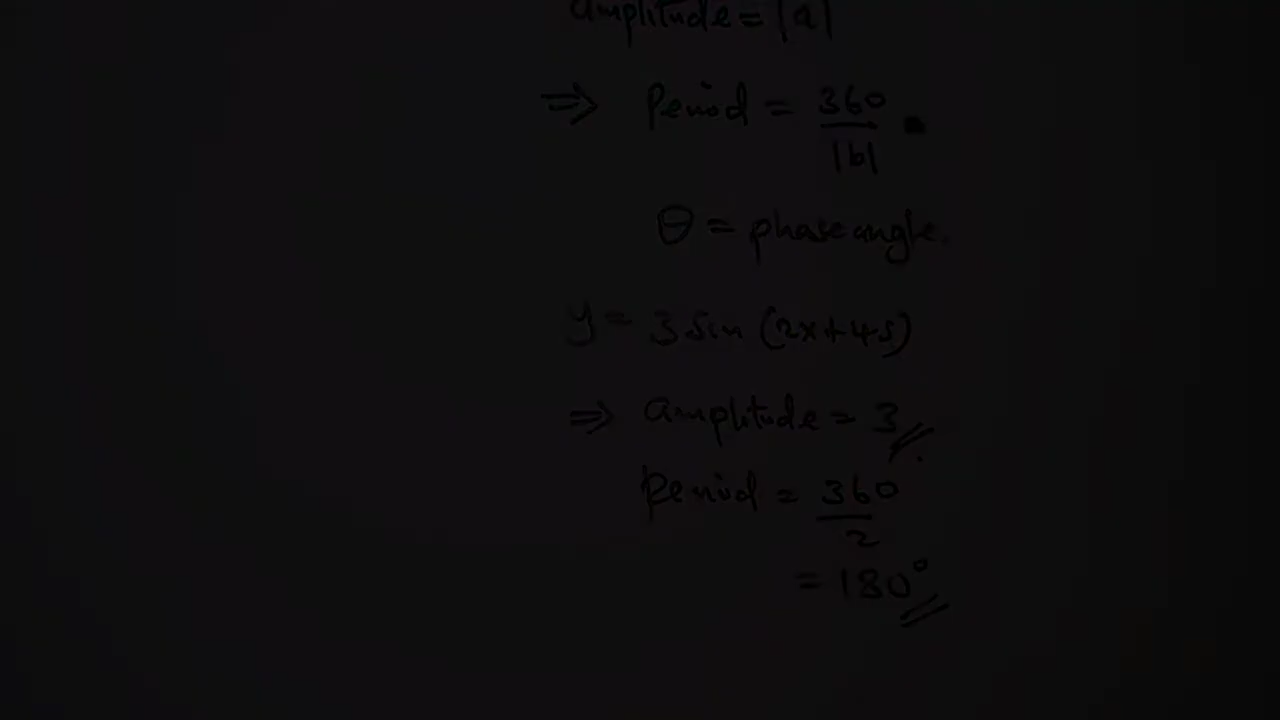 amplitude = |a|
⇒ Period = 360 / |b|
θ = phase angle.
y = 3 sin (2x+45)
⇒ amplitude = 3
Period = 360 / 2
= 180°